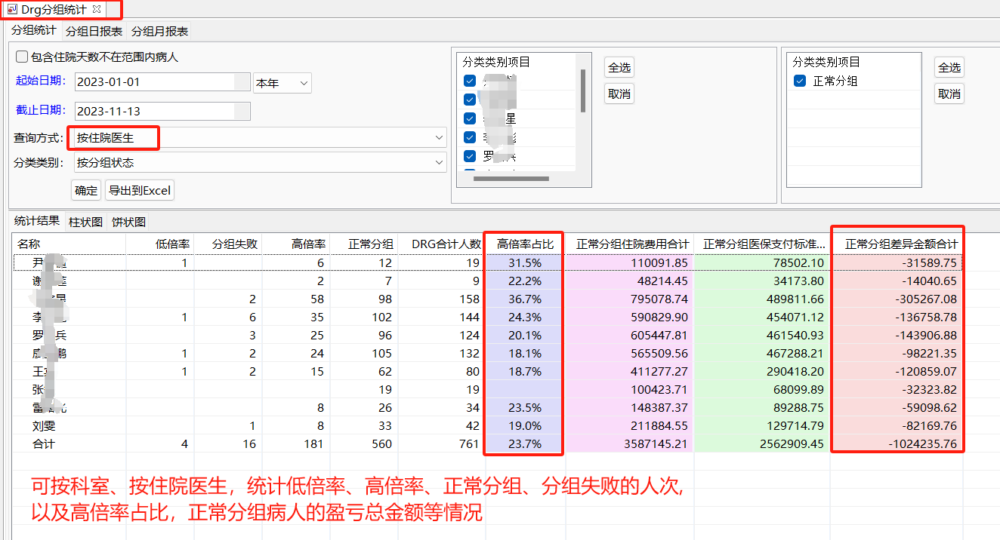 Drg分组统计
分组统计 分组日报表 分组月报表
包含住院天数不在范围内病人
起始日期: 2023-01-01 本年
截止日期: 2023-11-13
查询方式: 按住院医生
分类类别: 按分组状态
确定 导出到Excel
分类类别项目
星
李
罗
全选
取消
分类类别项目
正常分组
全选
取消
统计结果 柱状图 饼状图
名称 低倍率 分组失败 高倍率 正常分组 DRG合计人数 高倍率占比 正常分组住院费用合计 正常分组医保支付标准... 正常分组差异金额合计
尹 1 6 12 19 31.5% 110091.85 78502.10 -31589.75
谢 2 7 9 22.2% 48214.45 34173.80 -14040.65
2 58 98 158 36.7% 795078.74 489811.66 -305267.08
李 1 6 35 102 144 24.3% 590829.90 454071.12 -136758.78
罗 兵 3 25 96 124 20.1% 605447.81 461540.93 -143906.88
鹏 1 2 24 105 132 18.1% 565509.56 467288.21 -98221.35
王 1 2 15 62 80 18.7% 411277.27 290418.20 -120859.07
张 19 19 100423.71 68099.89 -32323.82
雷 8 26 34 23.5% 148387.37 89288.75 -59098.62
刘雯 1 8 33 42 19.0% 211884.55 129714.79 -82169.76
合计 4 16 181 560 761 23.7% 3587145.21 2562909.45 -1024235.76
可按科室、按住院医生，统计低倍率、高倍率、正常分组、分组失败的人次，
以及高倍率占比，正常分组病人的盈亏总金额等情况